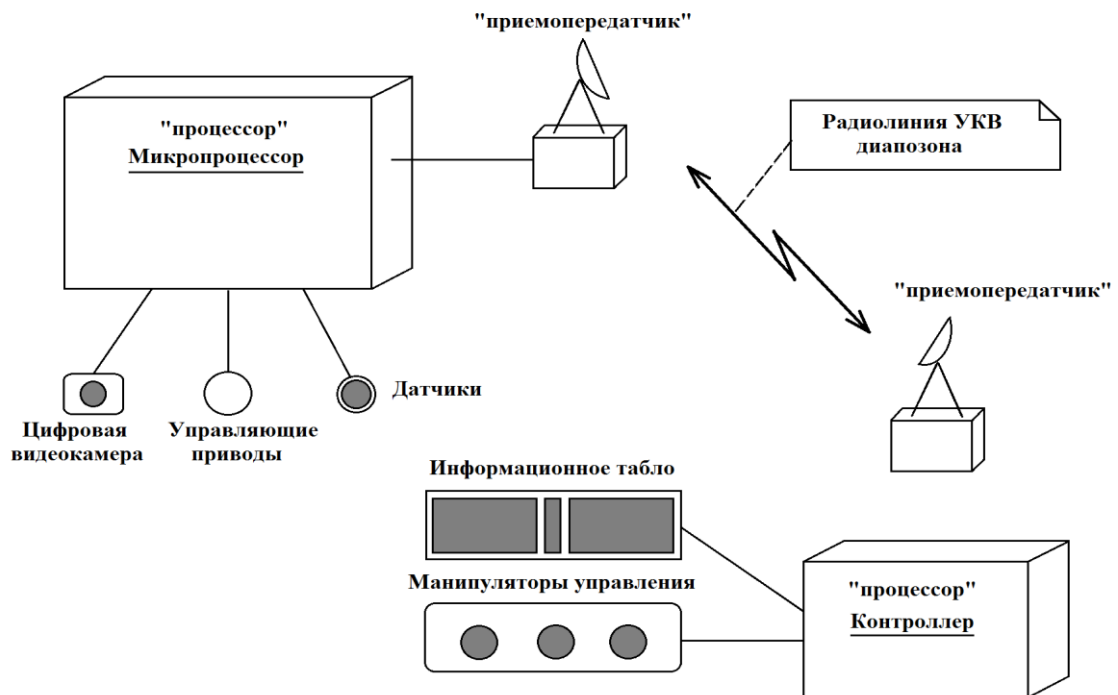 "приемопередатчик"
"процессор"
Микропроцессор
Радиолиния УКВ
диапозона
"приемопередатчик"
Датчики
Цифровая
видеокамера
Управляющие
приводы
Информационное табло
Манипуляторы управления
"процессор"
Контроллер